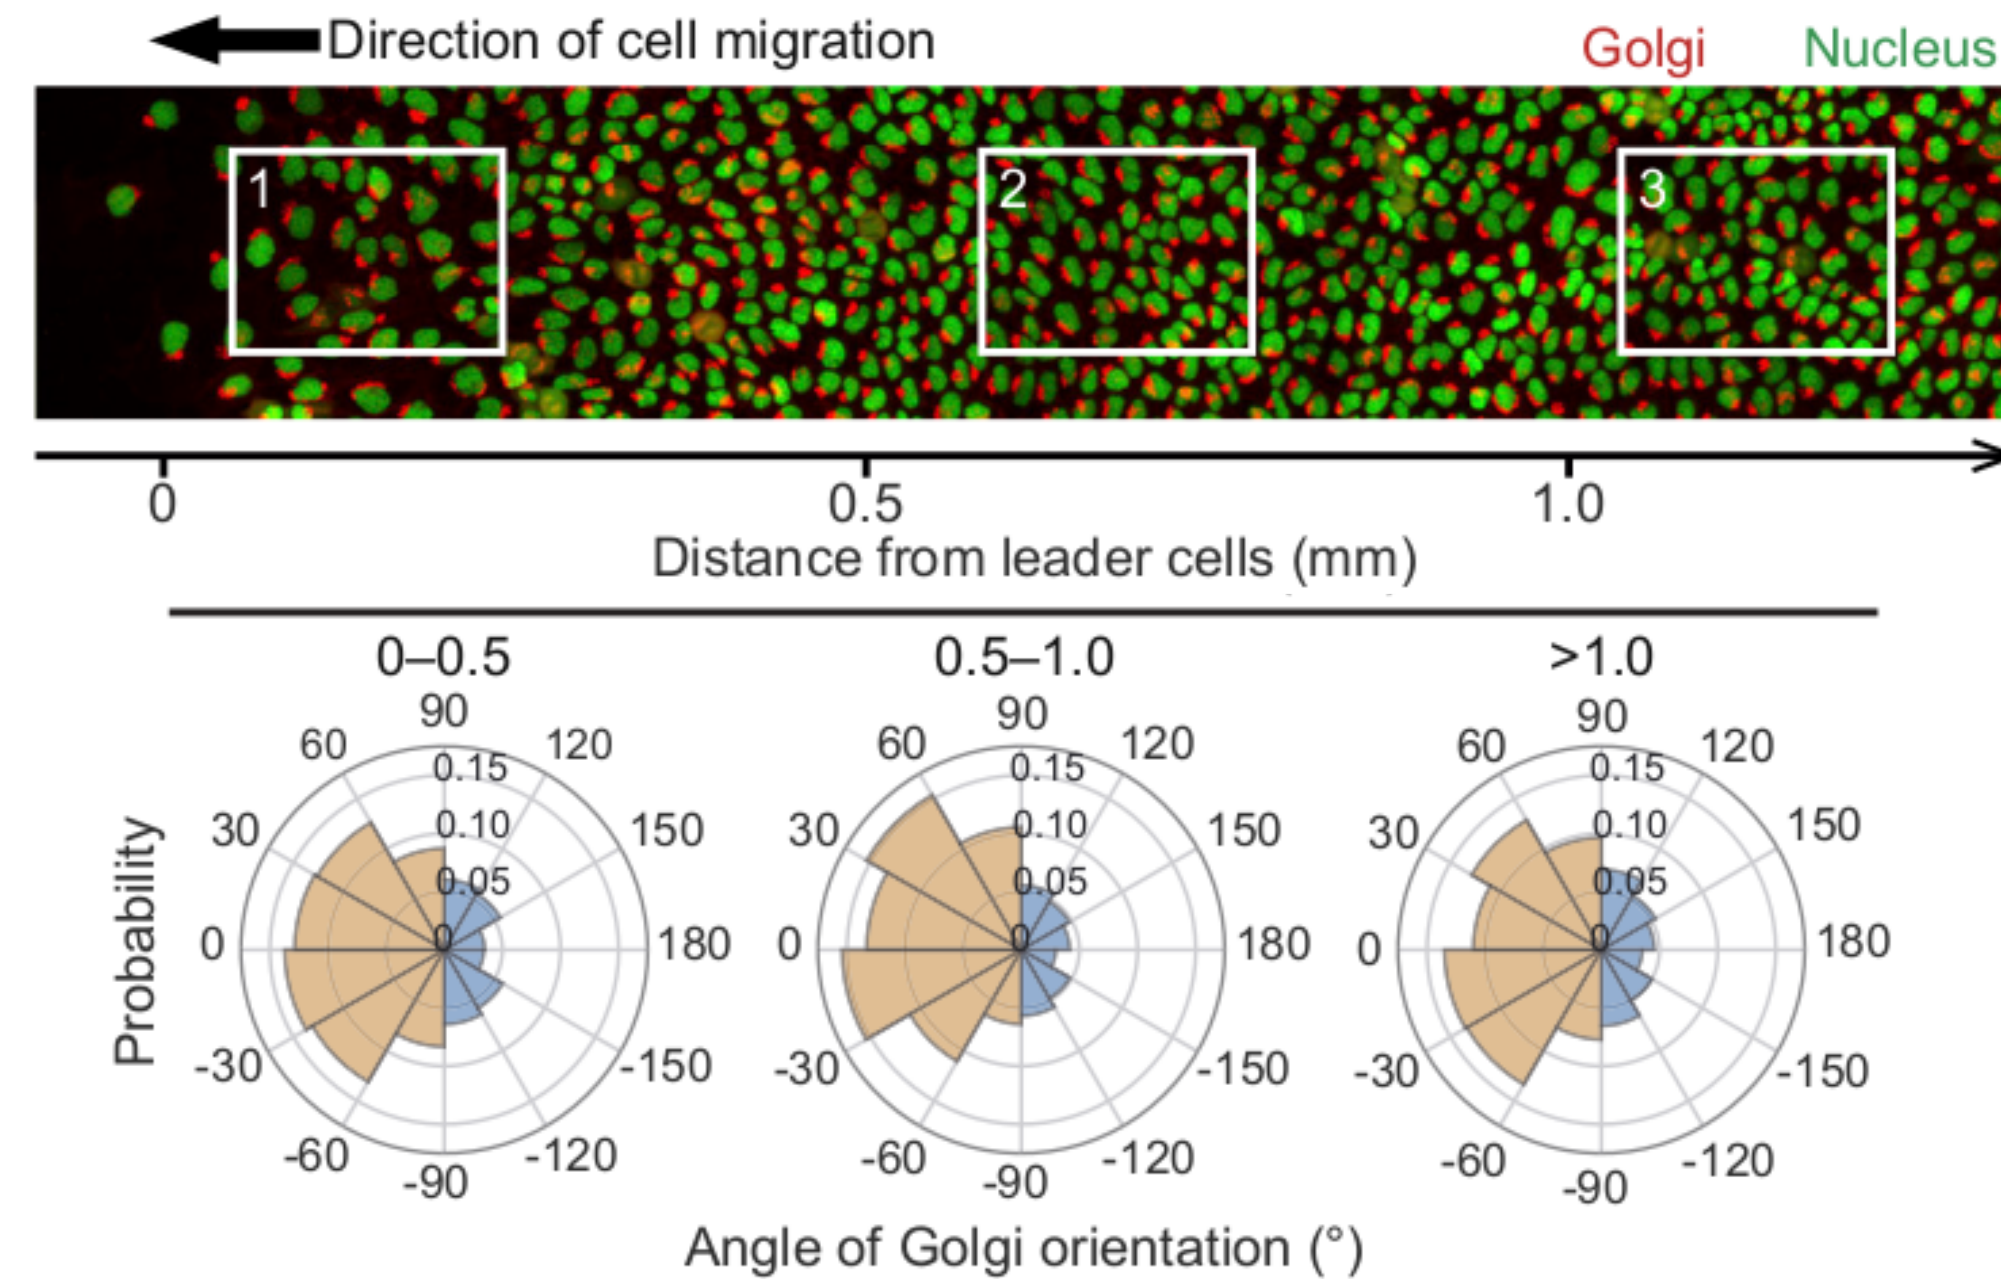 Direction of cell migration
Golgi Nucleus
1
2
3
0 0.5 1.0
Distance from leader cells (mm)
0–0.5 0.5–1.0 >1.0
Probability
90
60 120
0.15
30 0.10 150
0.05
0 0 180
-30 -150
-60 -120
-90
90
60 120
0.15
30 0.10 150
0.05
0 0 180
-30 -150
-60 -120
-90
90
60 120
0.15
30 0.10 150
0.05
0 0 180
-30 -150
-60 -120
-90
Angle of Golgi orientation (°)